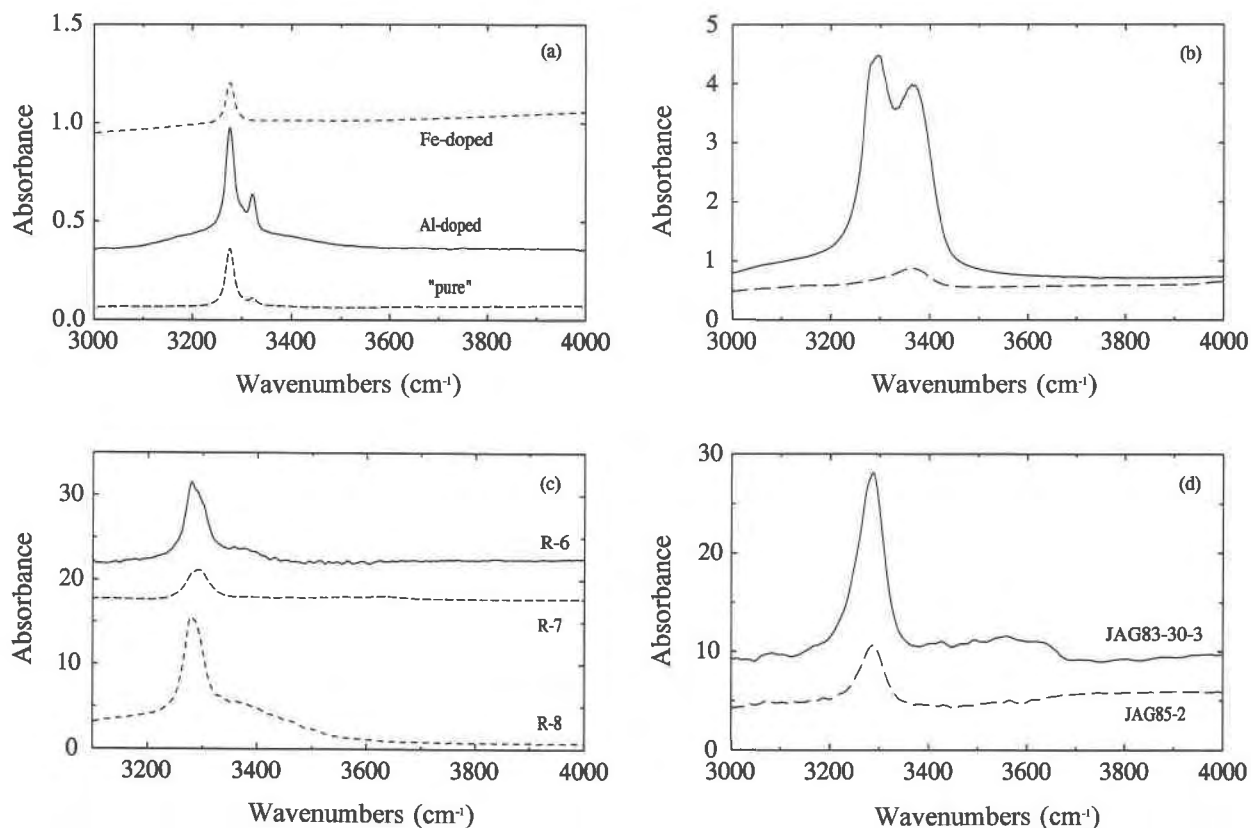 1.5
(a)
1.0
Fe-doped
0.5
Al-doped
"pure"
0.0
3000 3200 3400 3600 3800 4000
Absorbance
Wavenumbers (cm-1)
5
(b)
4
3
2
1
0
3000 3200 3400 3600 3800 4000
Absorbance
Wavenumbers (cm-1)
(c)
30
R-6
20
R-7
10
R-8
0
3200 3400 3600 3800 4000
Absorbance
Wavenumbers (cm-1)
30
(d)
20
JAG83-30-3
10
JAG85-2
0
3000 3200 3400 3600 3800 4000
Absorbance
Wavenumbers (cm-1)